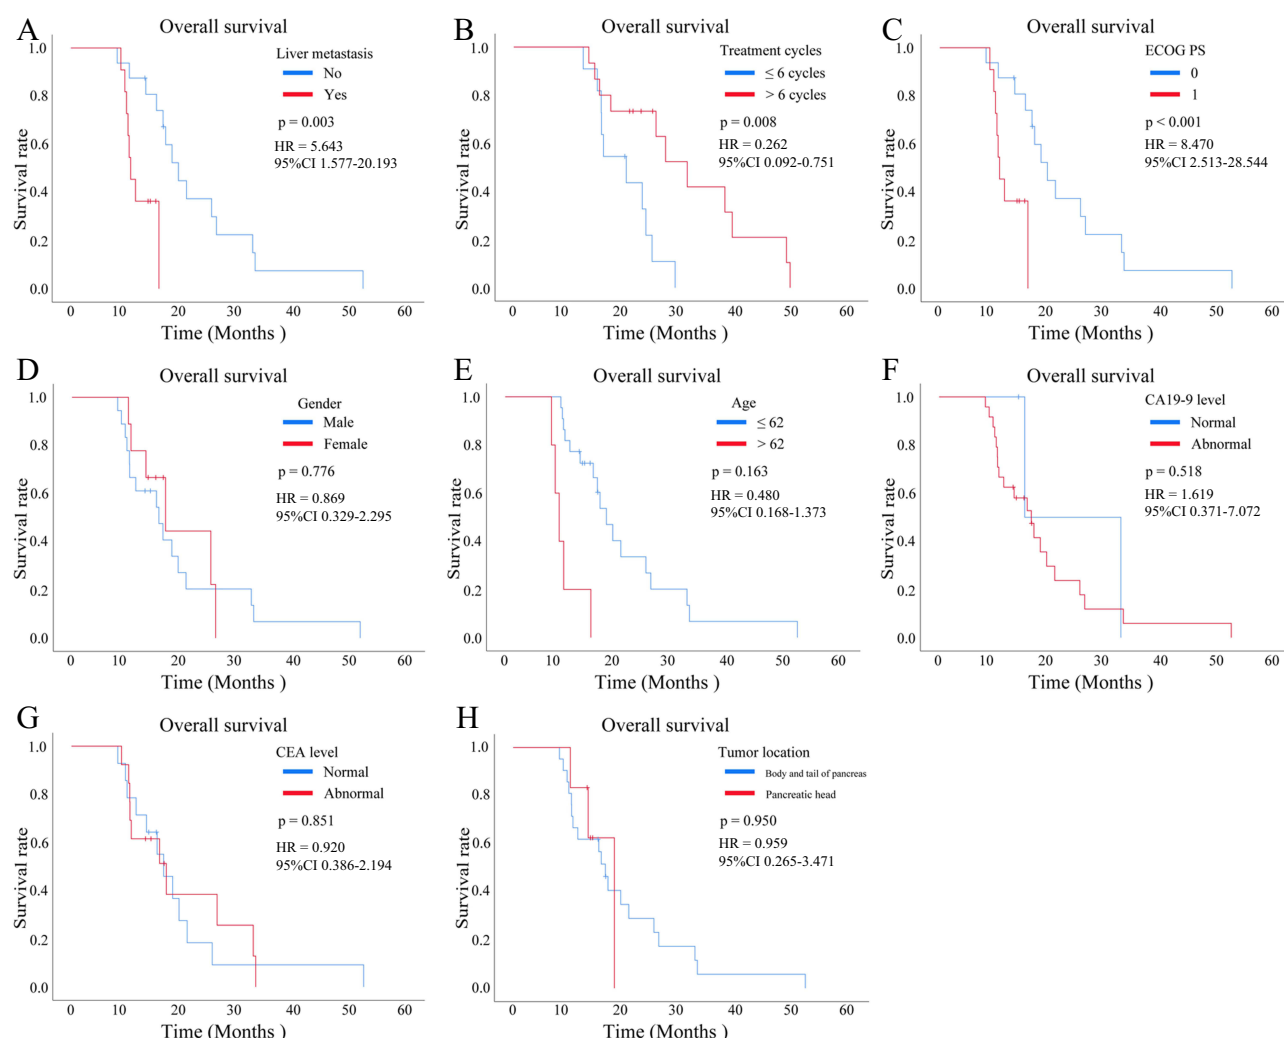 A
Overall survival
Liver metastasis
No
Yes
p = 0.003
HR = 5.643
95%CI 1.577-20.193
Survival rate
1.0
0.8
0.6
0.4
0.2
0.0
0 10 20 30 40 50 60
Time (Months )
B
Overall survival
Treatment cycles
≤ 6 cycles
> 6 cycles
p = 0.008
HR = 0.262
95%CI 0.092-0.751
Survival rate
1.0
0.8
0.6
0.4
0.2
0.0
0 10 20 30 40 50 60
Time (Months )
C
Overall survival
ECOG PS
0
1
p < 0.001
HR = 8.470
95%CI 2.513-28.544
Survival rate
1.0
0.8
0.6
0.4
0.2
0.0
0 10 20 30 40 50 60
Time (Months )
D
Overall survival
Gender
Male
Female
p = 0.776
HR = 0.869
95%CI 0.329-2.295
Survival rate
1.0
0.8
0.6
0.4
0.2
0.0
0 10 20 30 40 50 60
Time (Months )
E
Overall survival
Age
≤ 62
> 62
p = 0.163
HR = 0.480
95%CI 0.168-1.373
Survival rate
1.0
0.8
0.6
0.4
0.2
0.0
0 10 20 30 40 50 60
Time (Months )
F
Overall survival
CA19-9 level
Normal
Abnormal
p = 0.518
HR = 1.619
95%CI 0.371-7.072
Survival rate
1.0
0.8
0.6
0.4
0.2
0.0
0 10 20 30 40 50 60
Time (Months )
G
Overall survival
CEA level
Normal
Abnormal
p = 0.851
HR = 0.920
95%CI 0.386-2.194
Survival rate
1.0
0.8
0.6
0.4
0.2
0.0
0 10 20 30 40 50 60
Time (Months )
H
Overall survival
Tumor location
Body and tail of pancreas
Pancreatic head
p = 0.950
HR = 0.959
95%CI 0.265-3.471
Survival rate
1.0
0.8
0.6
0.4
0.2
0.0
0 10 20 30 40 50 60
Time (Months )